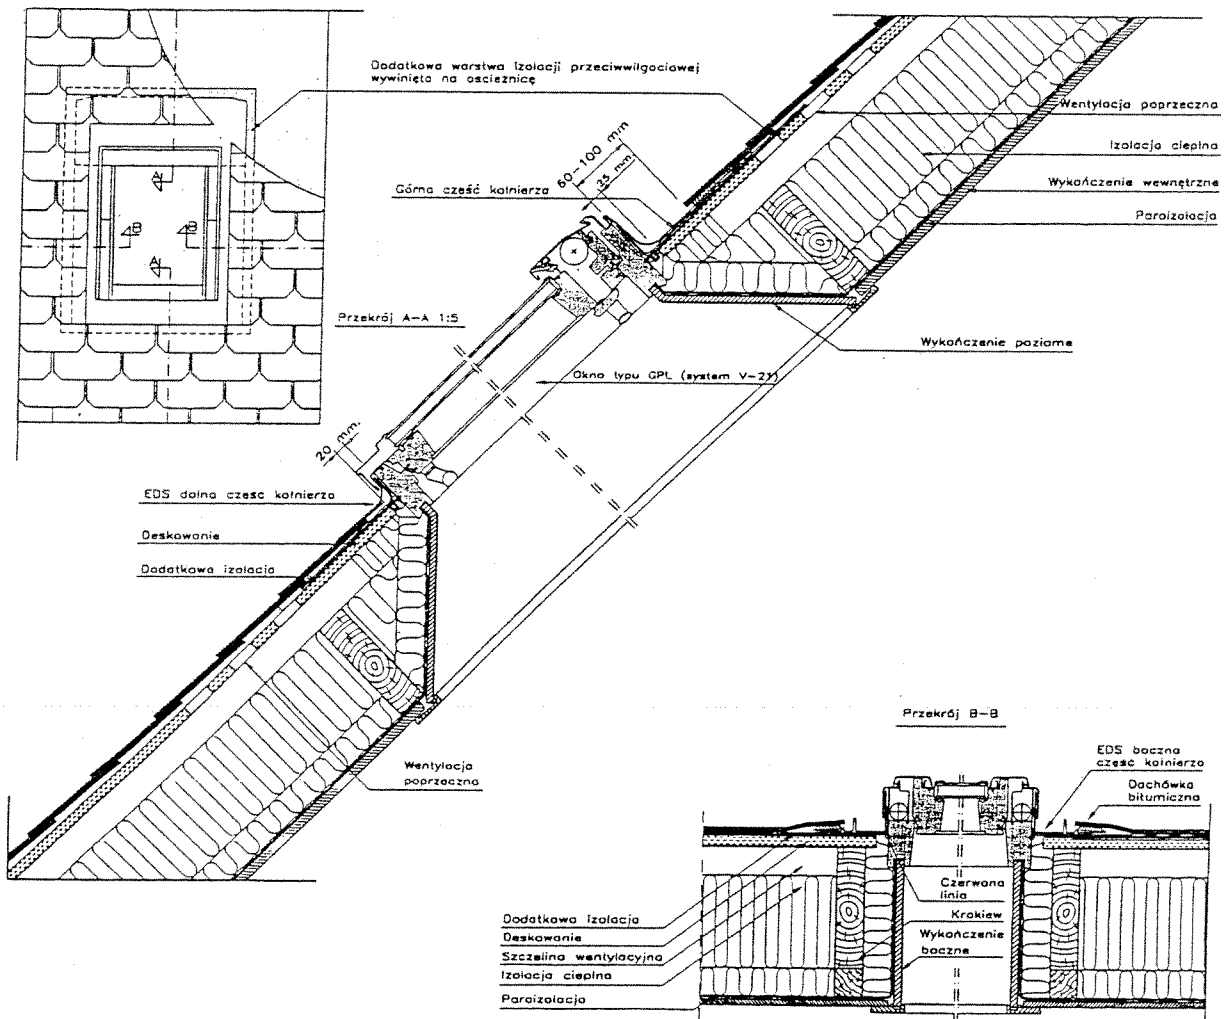 Dodatkowa warstwa izolacji przeciwwilgociowej
wywinięta na oscieżnicę
Wentylacja poprzeczna
60-100 mm
35 mm.
Izolacja cieplna
Górna część kołnierza
Wykończenie wewnętrzne
Paroizolacja
A
B
B
A
Przekrój A-A 1:5
Wykończenie poziome
Okno typu GPL (system V-21)
20 mm.
EDS dolna część kołnierza
Deskowanie
Dodatkowa izolacja
Przekrój B-B
Wentylacja
poprzeczna
EDS boczna
część kołnierza
Dachówka
bitumiczna
Czerwona
linia
Dodatkowa izolacja
Krokiew
Deskowanie
Wykończenie
boczne
Szczelina wentylacyjna
Izolacja cieplna
Paroizolacja